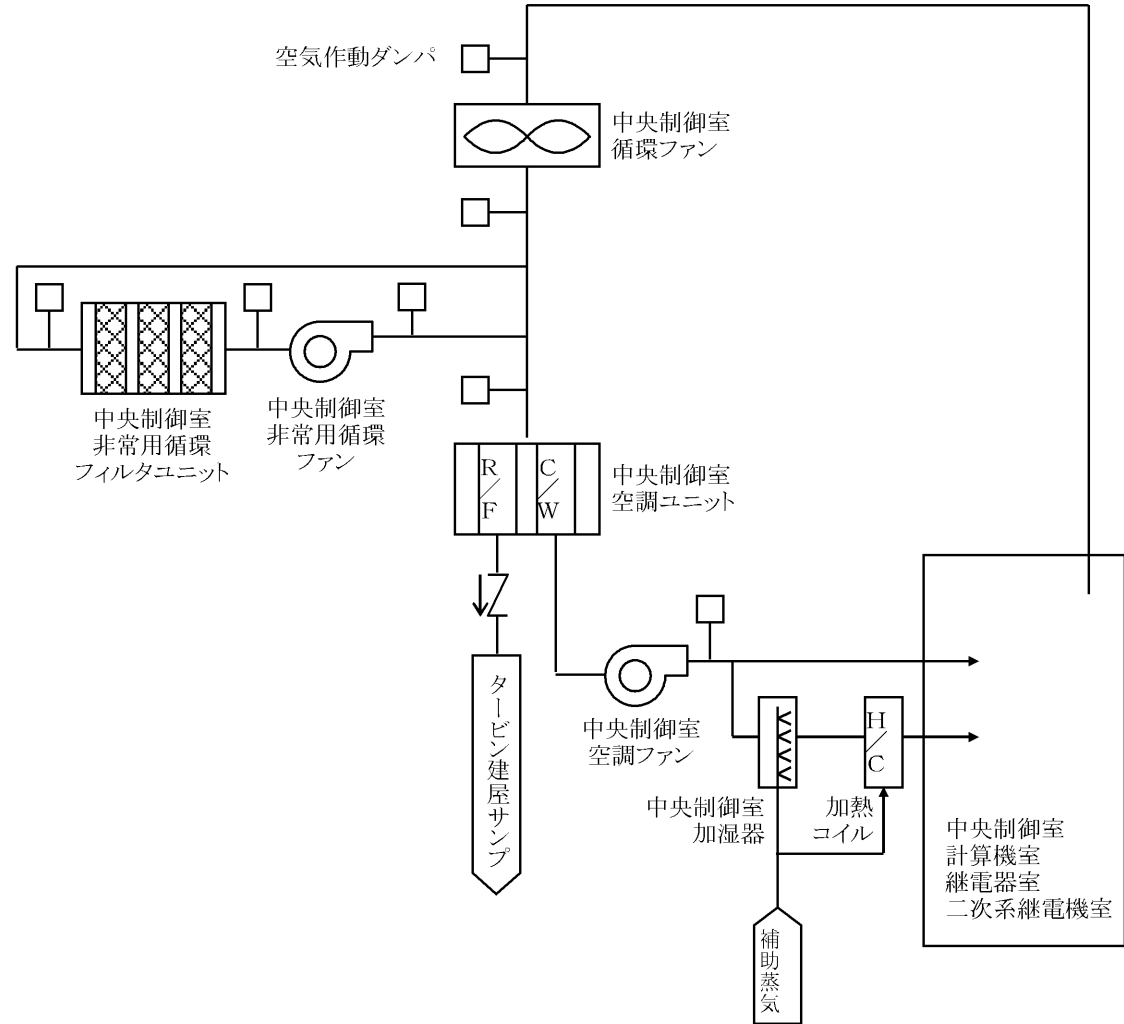 空気作動ダンパ
中央制御室
循環ファン
中央制御室
非常用循環
フィルタユニット
中央制御室
非常用循環
ファン
R/F
C/W
中央制御室
空調ユニット
タービン建屋サンプ
中央制御室
空調ファン
中央制御室
加湿器
H/C
加熱
コイル
中央制御室
計算機室
継電器室
二次系継電機室
補助蒸気